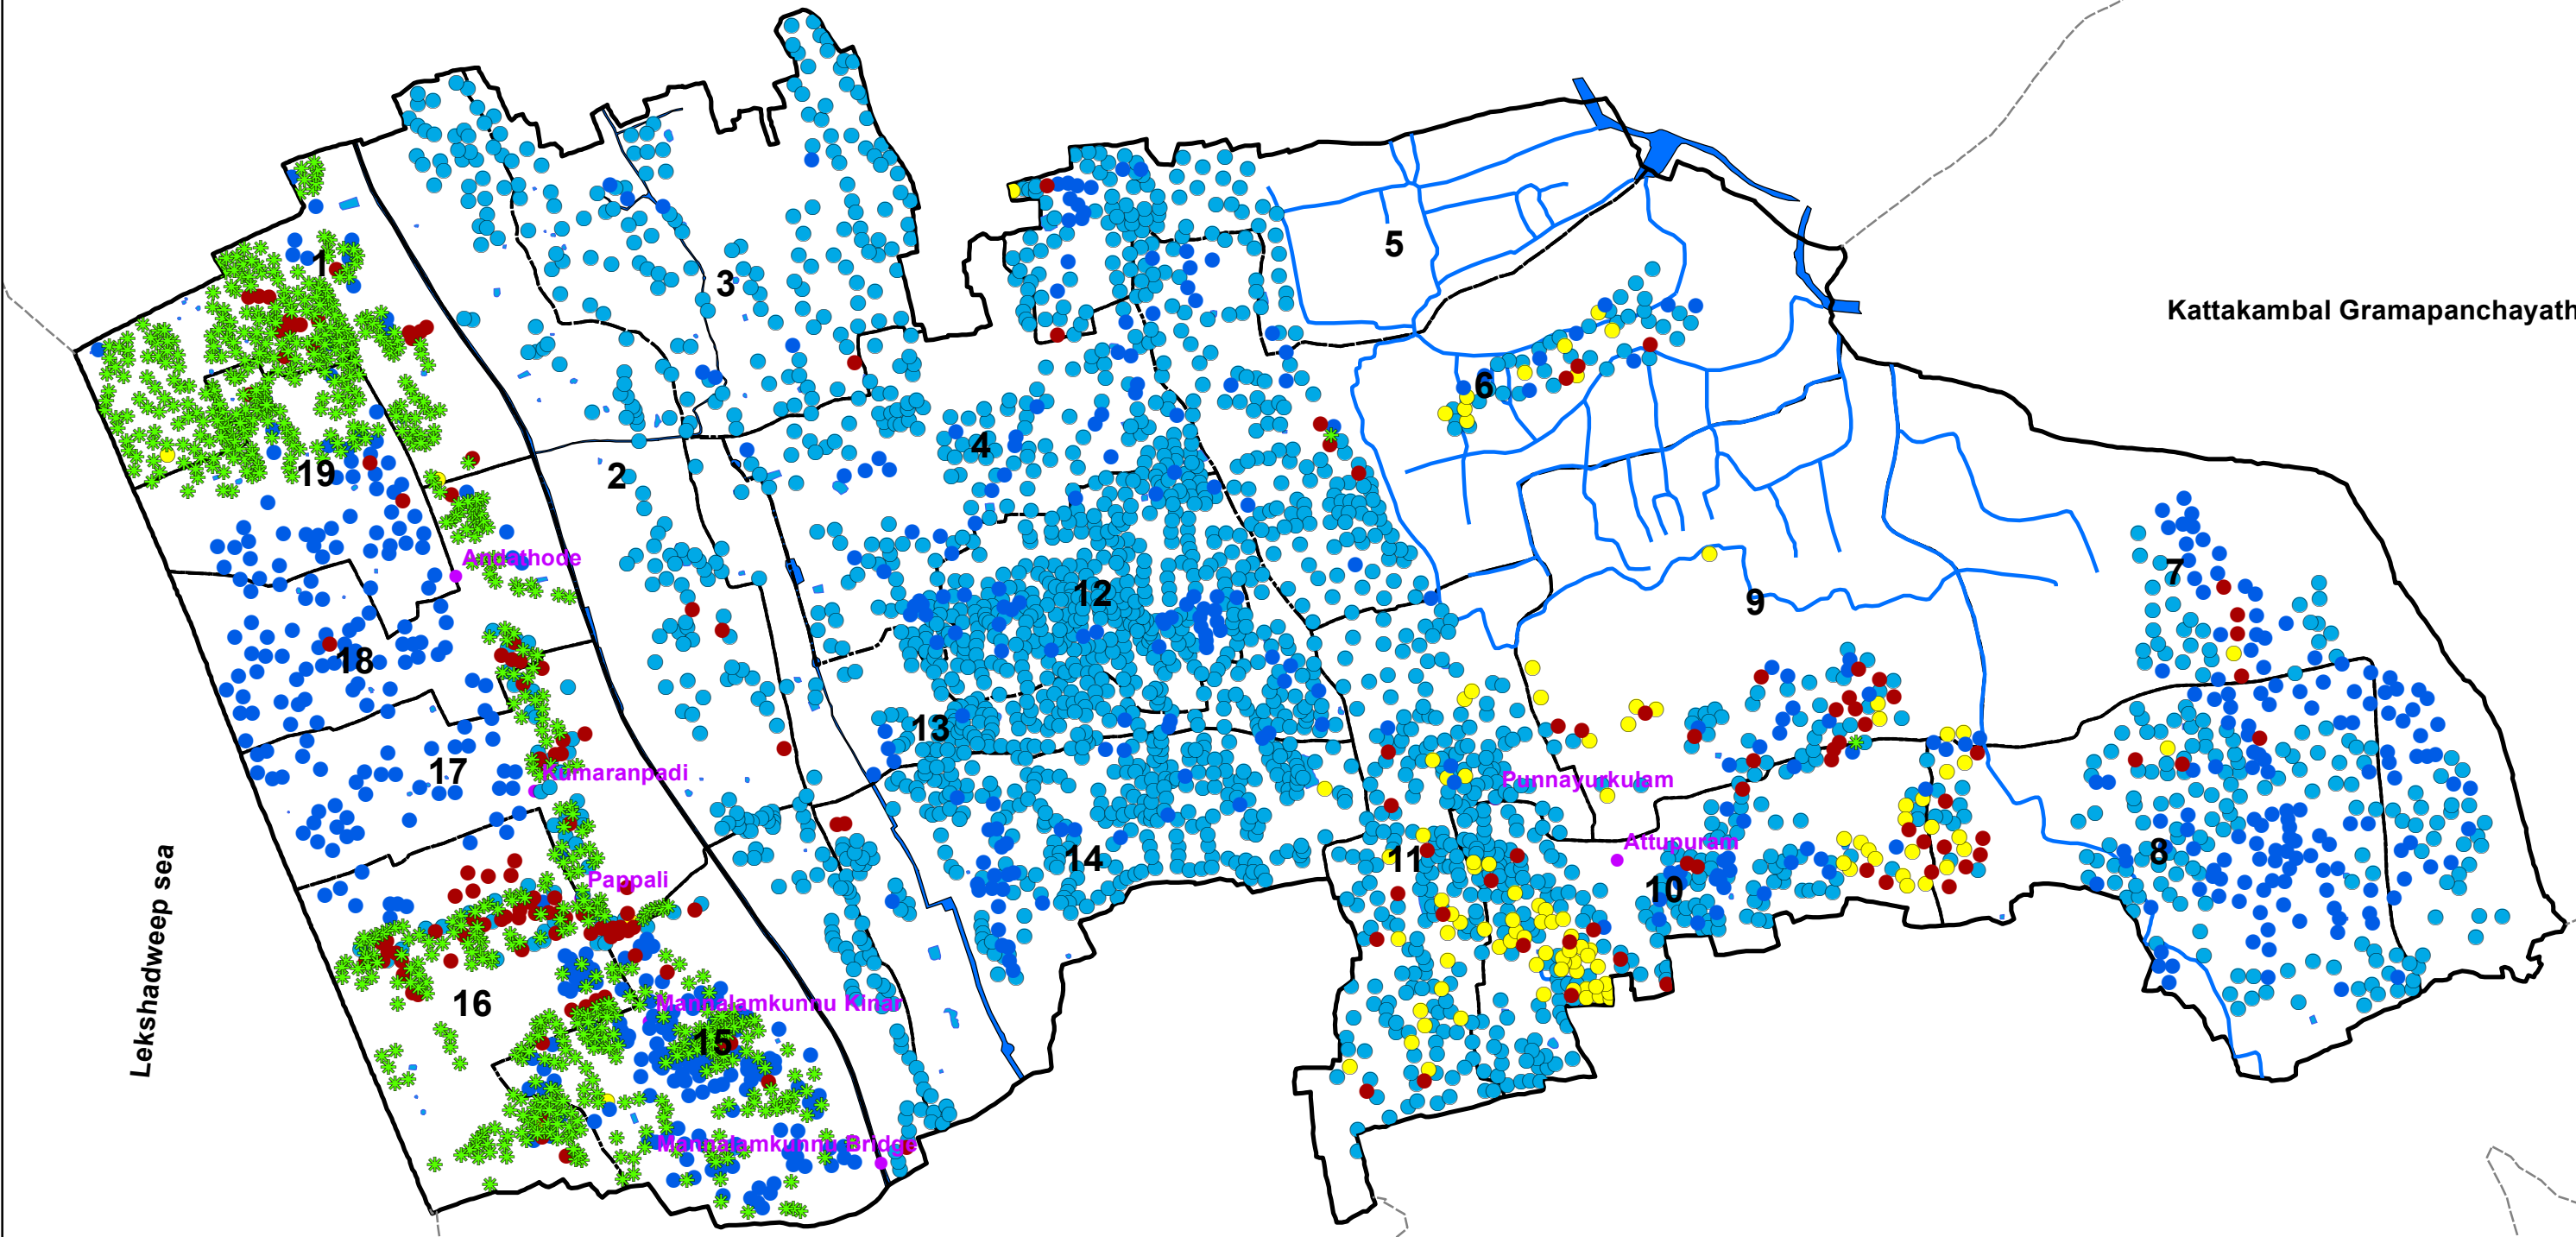 5
1
3
Kattakambal Gramapanchayath
6
4
19
2
Andathode
7
12
9
18
13
17
Kumaranpadi
Punnayurkulam
Attupuram
14
11
8
Pappali
10
16
Mannalamkunnu Kinar
15
Lekshadweep sea
Mannalamkunnu Bridge